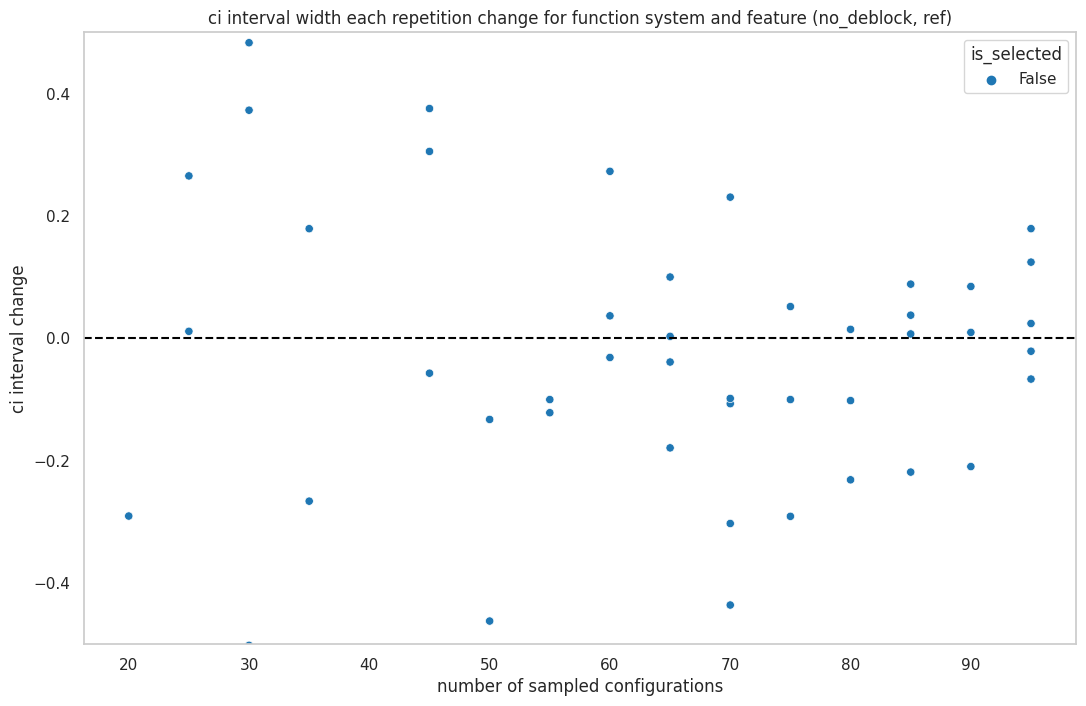 ci interval width each repetition change for function system and feature (no_deblock, ref)
is_selected
False
ci interval change
0.4
0.2
0.0
−0.2
−0.4
20 30 40 50 60 70 80 90
number of sampled configurations